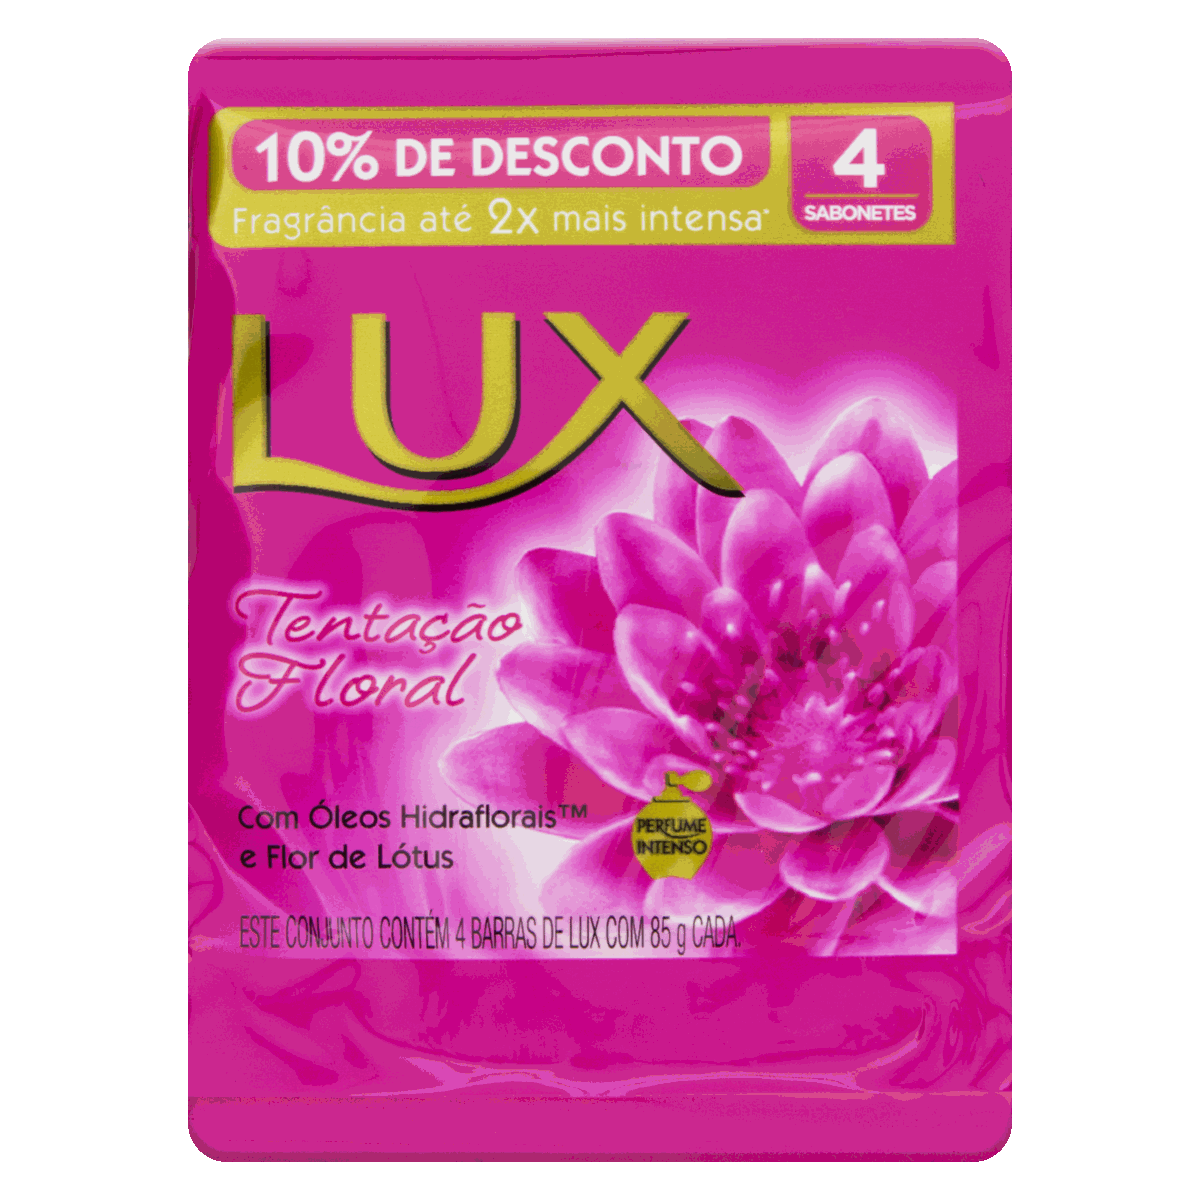 10% DE DESCONTO
4
SABONETES
Fragrância até 2x mais intensa*
LUX
Tentação
Floral
Com Óleos Hidraflorais™
e Flor de Lótus
PERFUME
INTENSO
ESTE CONJUNTO CONTÉM 4 BARRAS DE LUX COM 85 g CADA.